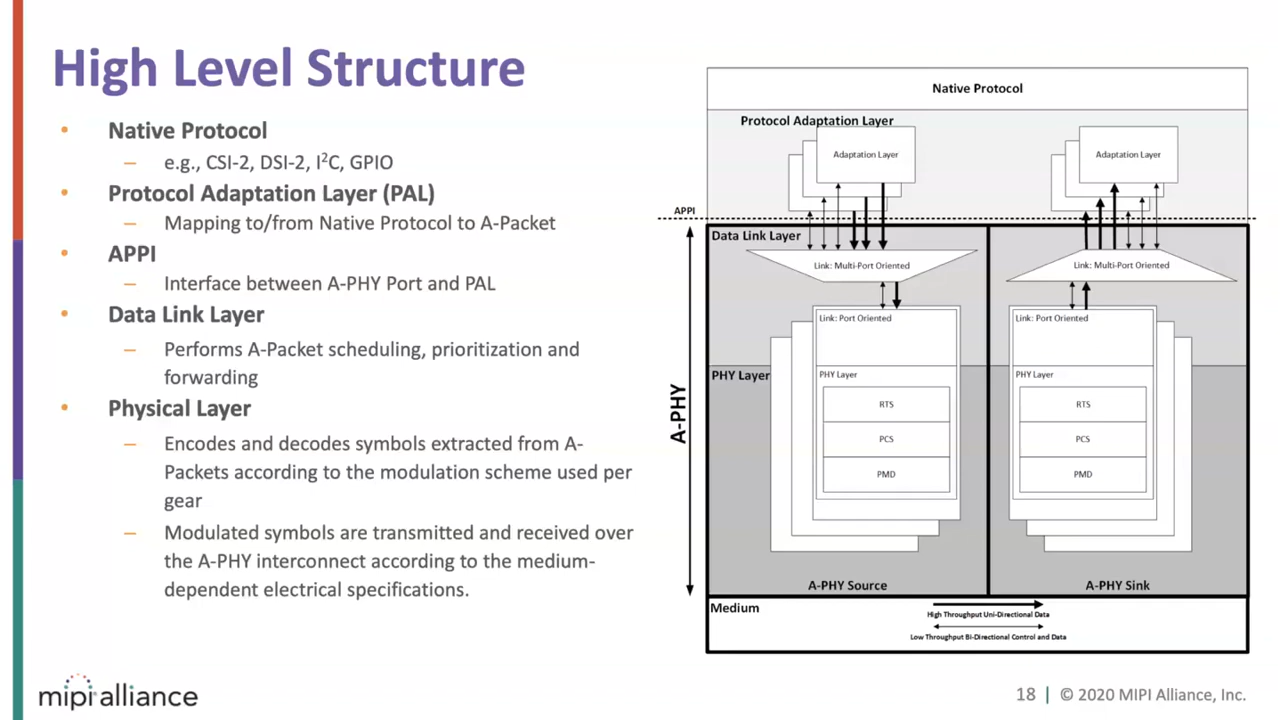 High Level Structure
• Native Protocol
– e.g., CSI-2, DSI-2, I²C, GPIO
• Protocol Adaptation Layer (PAL)
– Mapping to/from Native Protocol to A-Packet
• APPI
– Interface between A-PHY Port and PAL
• Data Link Layer
– Performs A-Packet scheduling, prioritization and
forwarding
• Physical Layer
– Encodes and decodes symbols extracted from A-
Packets according to the modulation scheme used per
gear
– Modulated symbols are transmitted and received over
the A-PHY interconnect according to the medium-
dependent electrical specifications.
Native Protocol
Protocol Adaptation Layer
Adaptation Layer
Adaptation Layer
APPI
A-PHY
Data Link Layer
Link: Multi-Port Oriented
Link: Multi-Port Oriented
Link: Port Oriented
Link: Port Oriented
PHY Layer
PHY Layer
PHY Layer
RTS
RTS
PCS
PCS
PMD
PMD
A-PHY Source
A-PHY Sink
Medium
High Throughput Uni-Directional Data
Low Throughput Bi-Directional Control and Data
mipi alliance
18 | © 2020 MIPI Alliance, Inc.